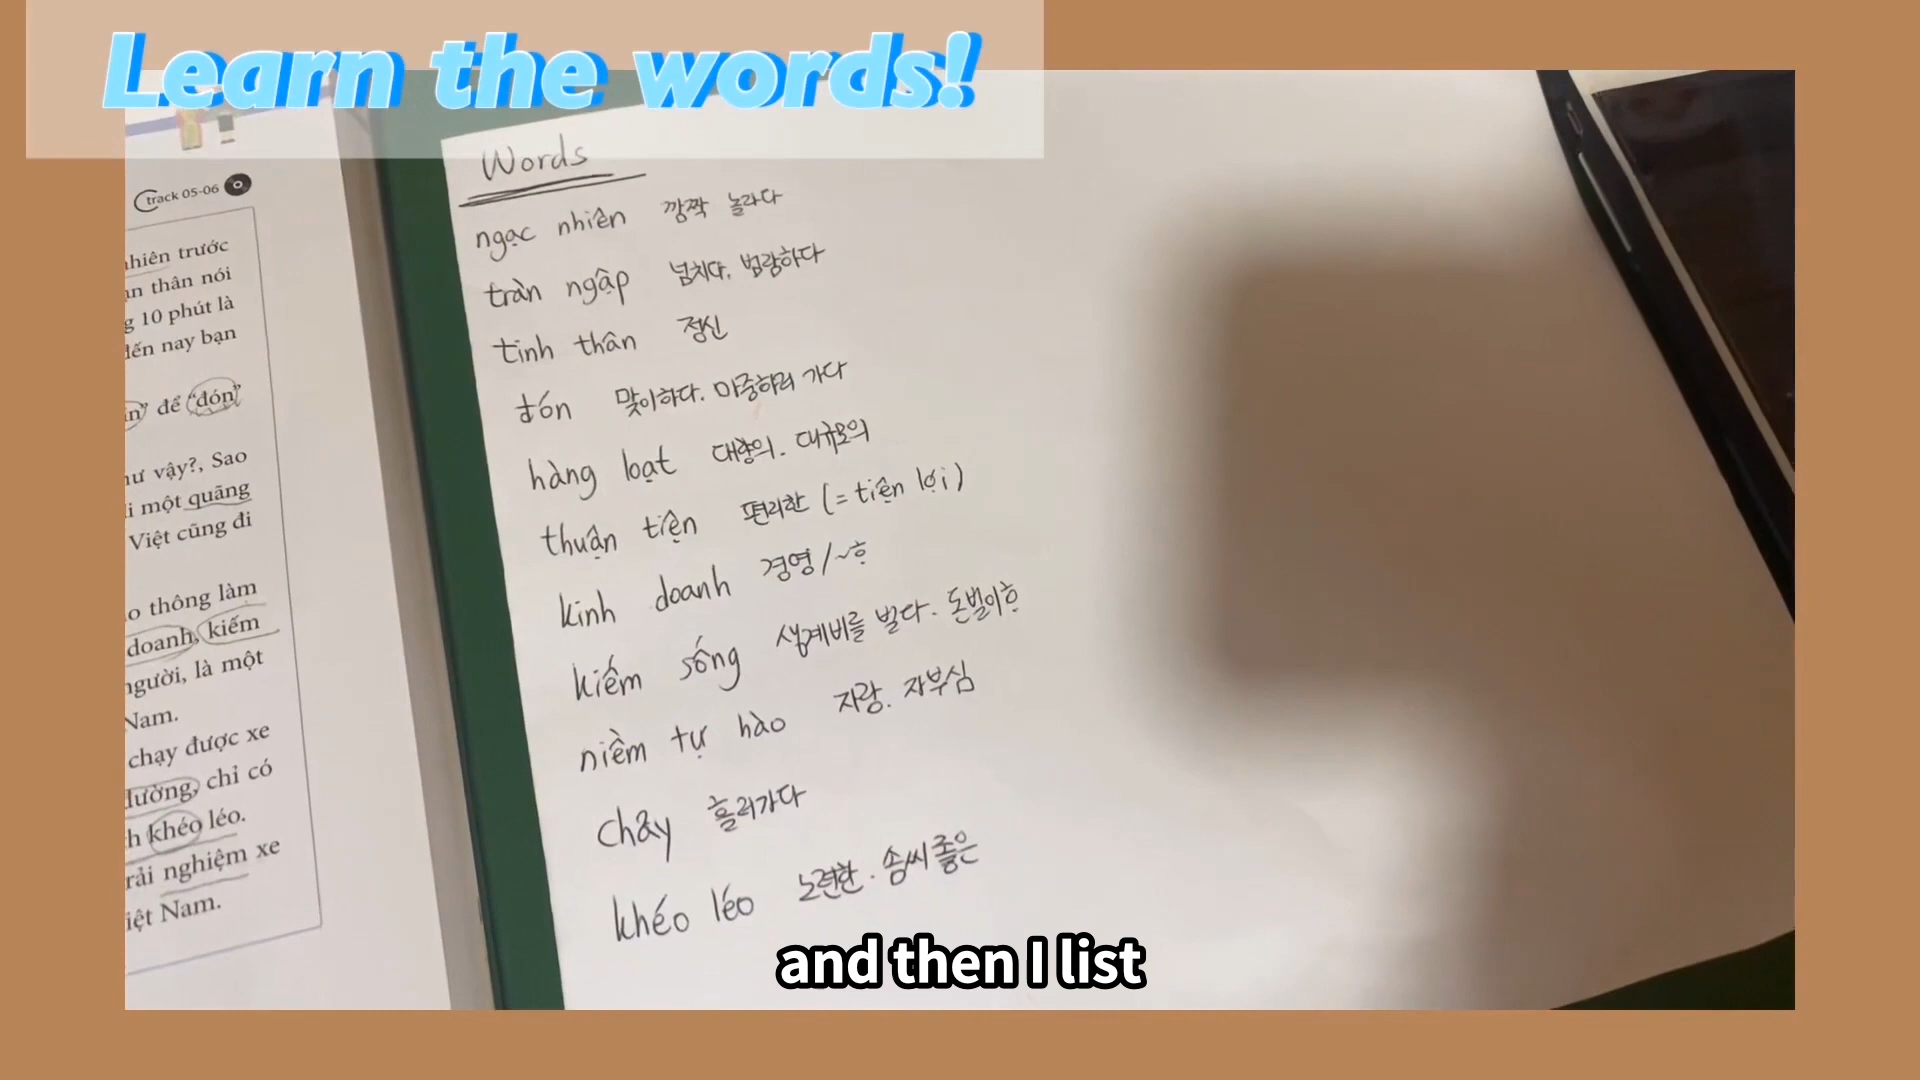 Learn the words!
track 05-06
nhiên trước
ân thân nói
g 10 phút là
đến nay bạn
n” để “đón”
ư vậy?, Sao
i một quãng
Việt cũng đi
o thông làm
doanh, kiếm
người, là một
Nam.
chạy được xe
đường, chỉ có
h khéo léo.
rải nghiệm xe
iệt Nam.
Words
ngạc nhiên 깜짝 놀라다
tràn ngập 넘치다. 범람하다
tinh thân 정신
đón 맞이하다. 마중하러 가다
hàng loạt 대량의. 대규모의
thuận tiện 편리한 (= tiện lợi)
kinh doanh 경영/~ㅎ
kiếm sống 생계비를 벌다. 돈벌이ㅎ
niềm tự hào 자랑. 자부심
chảy 흘러가다
khéo léo 노련한. 솜씨 좋은
and then I list